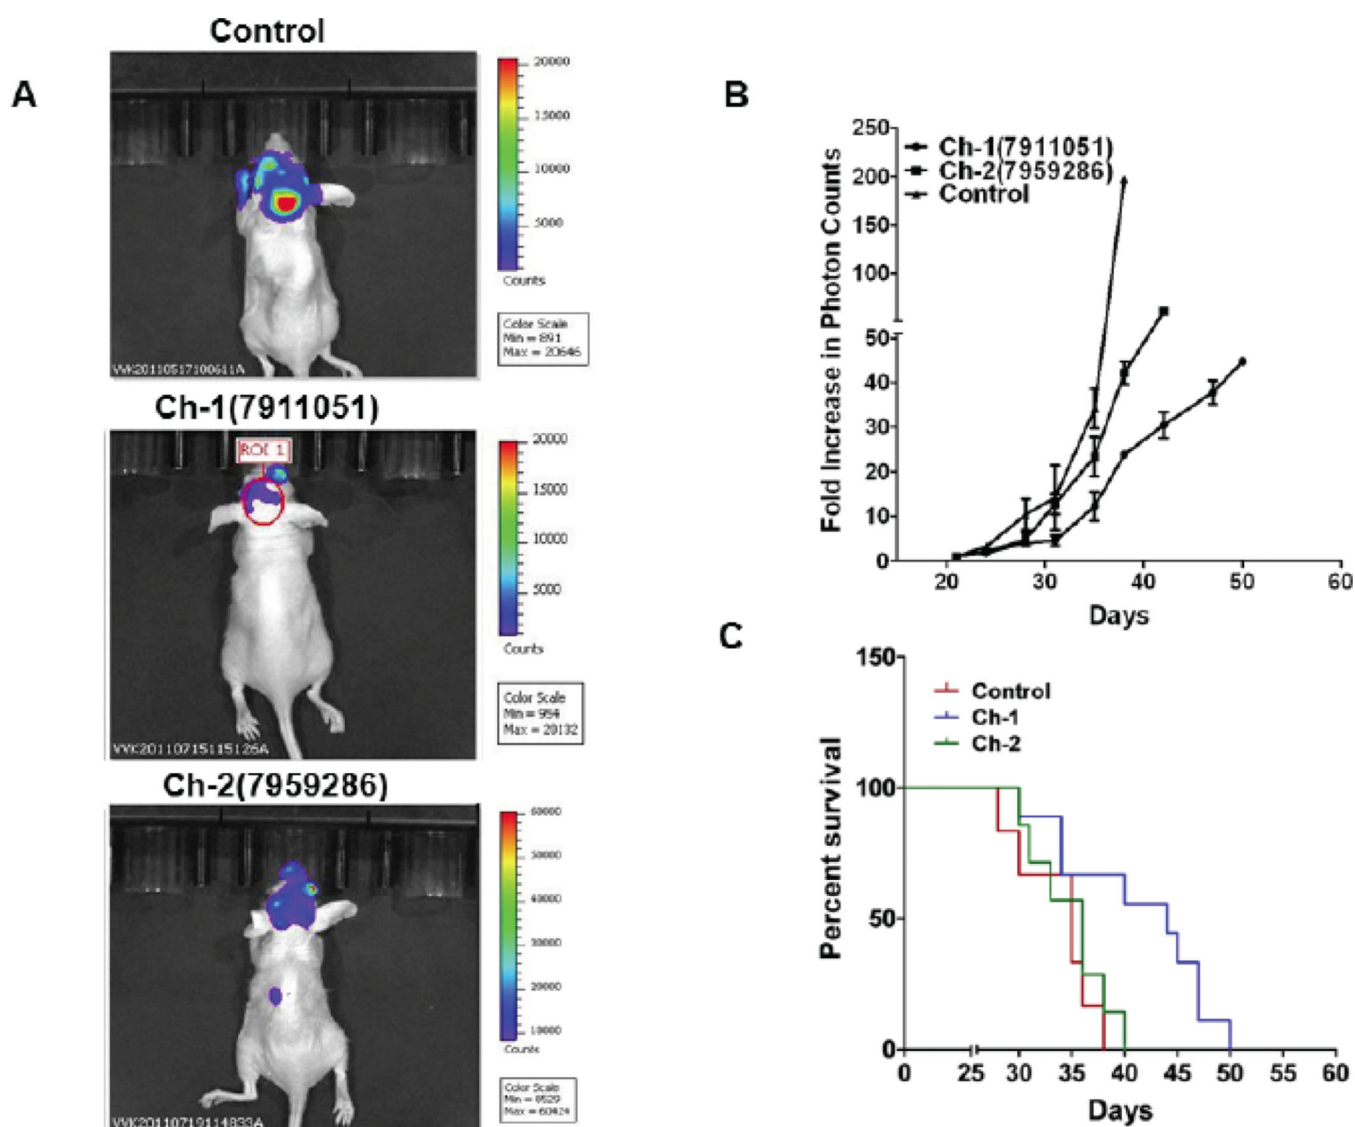 Control
A
20000
15000
10000
5000
Counts
Color Scale
Min = 891
Max = 20646
VVK20110517100611A
Ch-1(7911051)
ROI 1
20000
15000
10000
5000
Counts
Color Scale
Min = 954
Max = 20132
VVK20110715115126A
Ch-2(7959286)
60000
50000
40000
30000
20000
10000
Counts
Color Scale
Min = 8529
Max = 60424
VVK20110719114833A
B
Fold Increase in Photon Counts
250
200
150
100
50
40
30
20
10
0
Ch-1(7911051)
Ch-2(7959286)
Control
20 30 40 50 60
Days
C
Percent survival
150
100
50
0
Control
Ch-1
Ch-2
0 25 30 35 40 45 50 55 60
Days